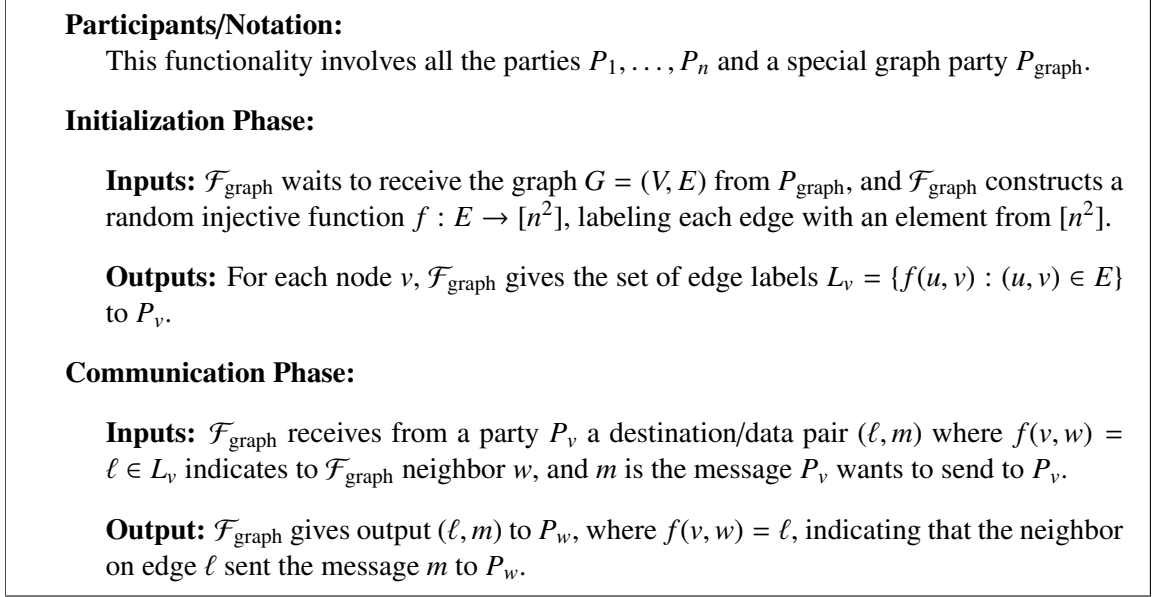 Participants/Notation:
This functionality involves all the parties P₁, . . . , Pₙ and a special graph party P_graph.
Initialization Phase:
Inputs: ℱ_graph waits to receive the graph G = (V, E) from P_graph, and ℱ_graph constructs a
random injective function f : E → [n²], labeling each edge with an element from [n²].
Outputs: For each node v, ℱ_graph gives the set of edge labels L_v = {f(u, v) : (u, v) ∈ E}
to P_v.
Communication Phase:
Inputs: ℱ_graph receives from a party P_v a destination/data pair (ℓ, m) where f(v, w) =
ℓ ∈ L_v indicates to ℱ_graph neighbor w, and m is the message P_v wants to send to P_v.
Output: ℱ_graph gives output (ℓ, m) to P_w, where f(v, w) = ℓ, indicating that the neighbor
on edge ℓ sent the message m to P_w.